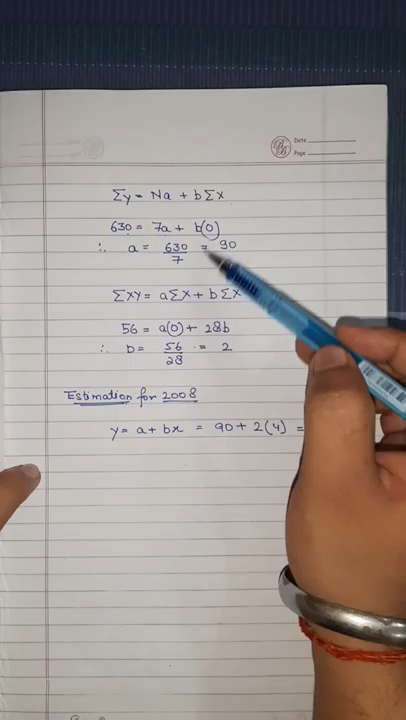 Date
Page
Σy = Na + bΣX
630 = 7a + b(0)
∴ a = 630/7 = 90
ΣXY = aΣX + bΣX
56 = a(0) + 28b
∴ b = 56/28 = 2
Estimation for 2008
y = a + bx = 90 + 2(4) =